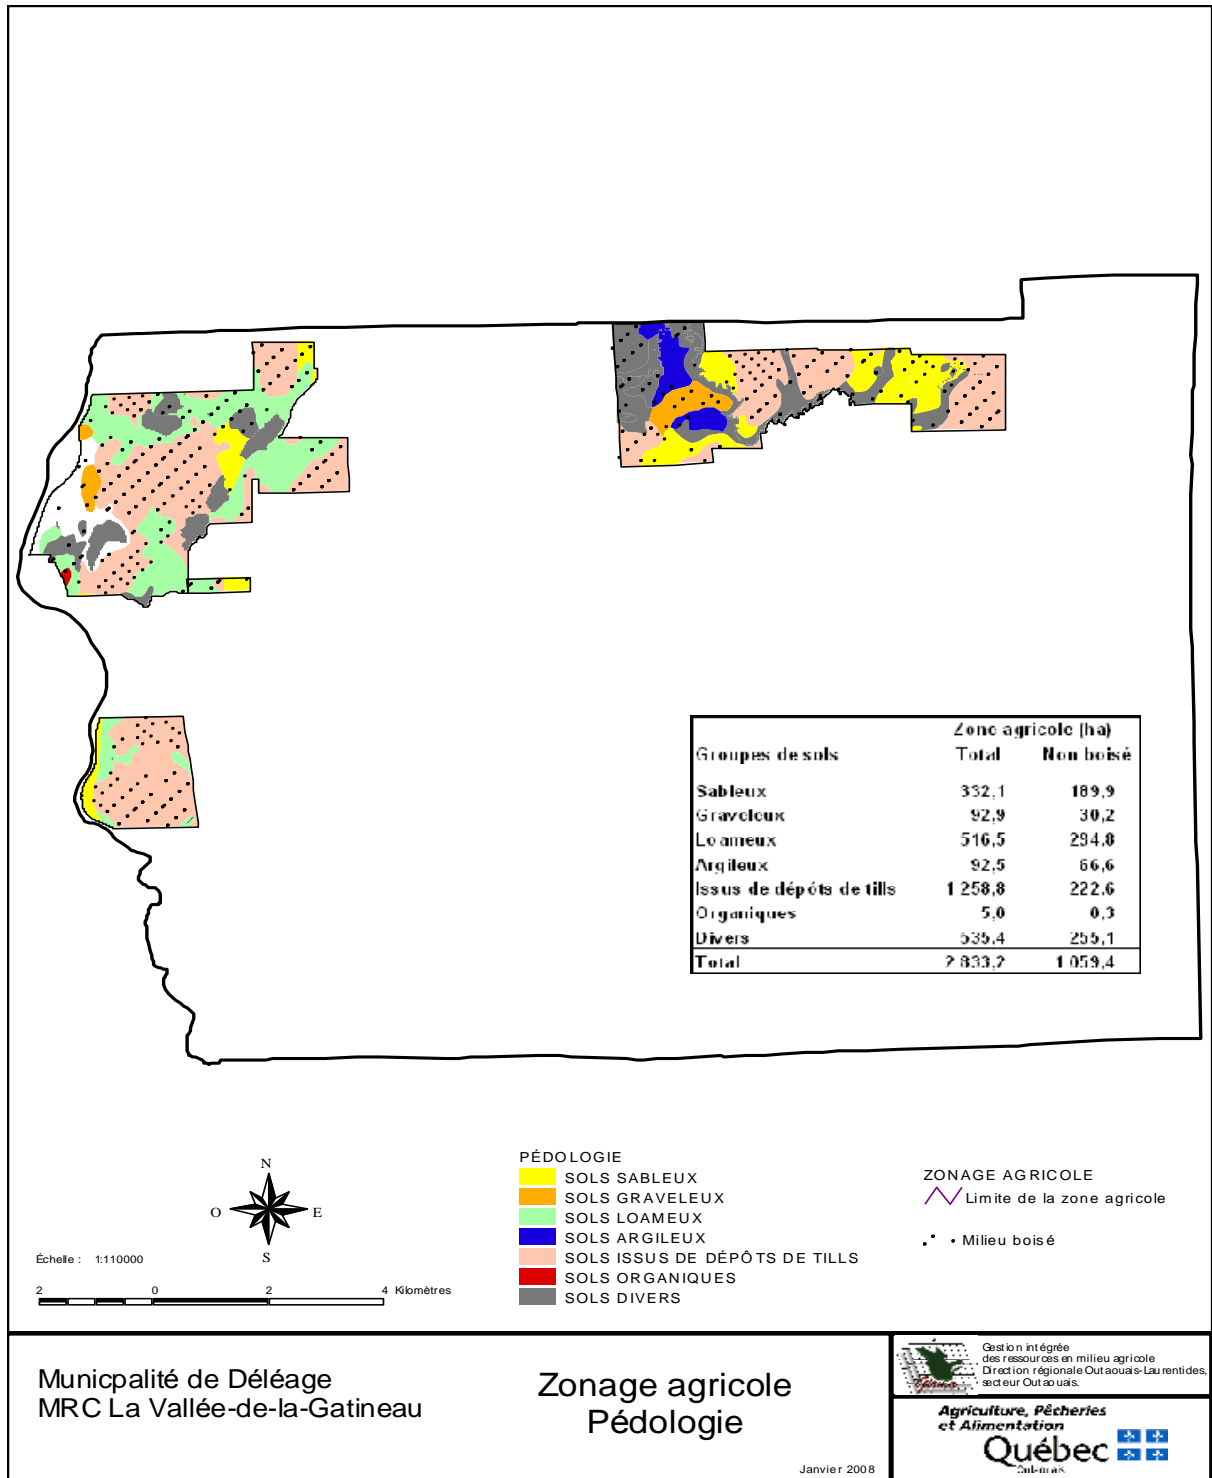 Zone agricole (ha)
Groupes de sols Total Non boisé
Sableux 332,1 189,9
Graveleux 92,9 30,2
Loameux 516,5 294,8
Argileux 92,5 66,6
Issus de dépôts de tills 1 258,8 222,6
Organiques 5,0 0,3
Divers 535,4 255,1
Total 2 833,2 1 059,4
N
O E
S
Échelle : 1:110000
2 0 2 4 Kilomètres
PÉDOLOGIE
SOLS SABLEUX
SOLS GRAVELEUX
SOLS LOAMEUX
SOLS ARGILEUX
SOLS ISSUS DE DÉPÔTS DE TILLS
SOLS ORGANIQUES
SOLS DIVERS
ZONAGE AGRICOLE
Limite de la zone agricole
Milieu boisé
Municpalité de Déléage
MRC La Vallée-de-la-Gatineau
Zonage agricole
Pédologie
Janvier 2008
Gestion intégrée
des ressources en milieu agricole
Direction régionale Outaouais-Laurentides,
secteur Outaouais.
Agriculture, Pêcheries
et Alimentation
Québec
Outaouais